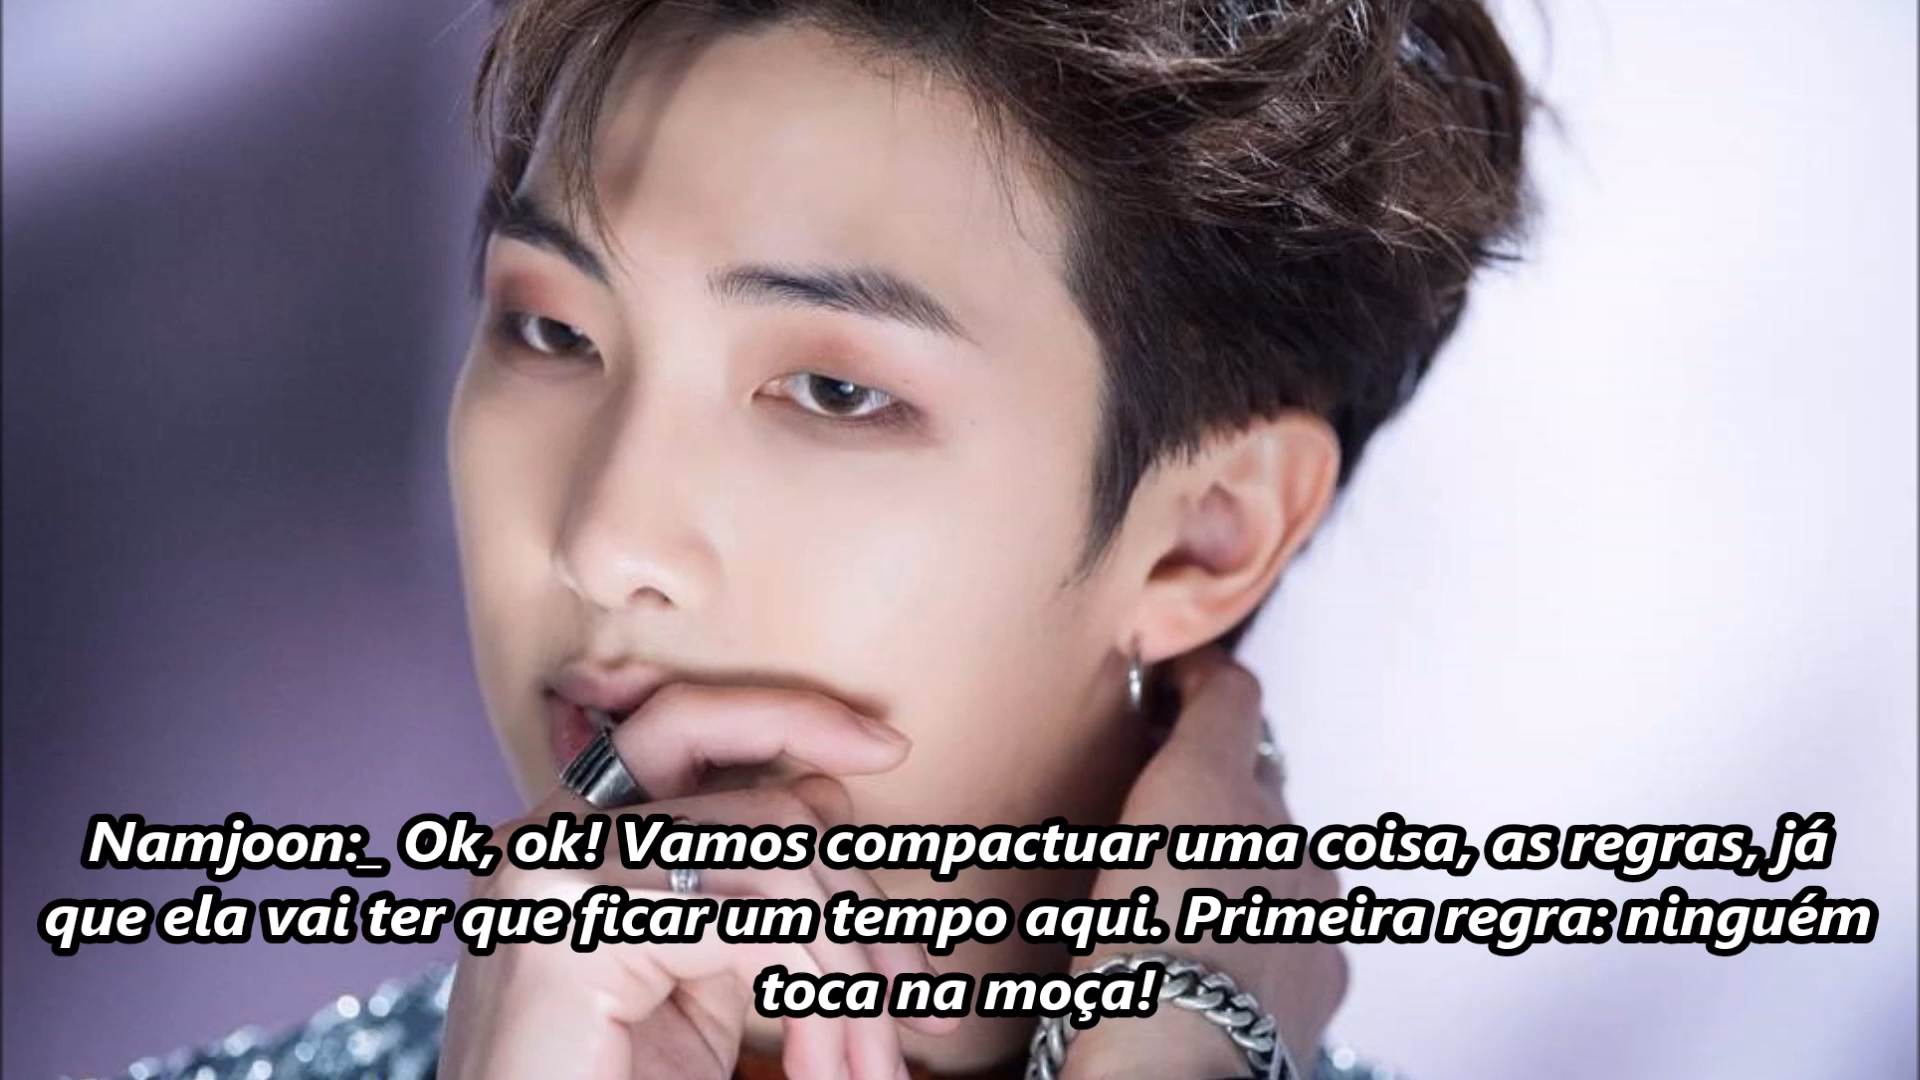 Namjoon:_ Ok, ok! Vamos compactuar uma coisa, as regras, já
que ela vai ter que ficar um tempo aqui. Primeira regra: ninguém
toca na moça!